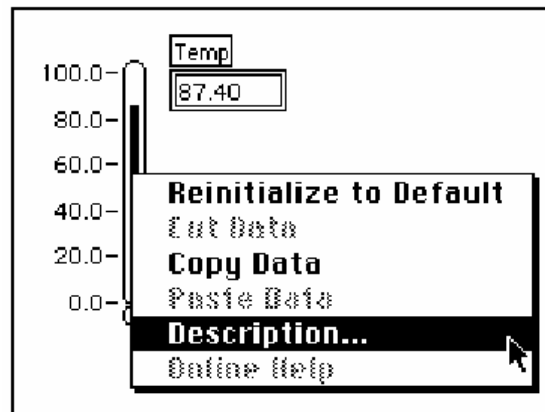 Temp
87.40
100.0
80.0
60.0
40.0
20.0
0.0
Reinitialize to Default
Cut Data
Copy Data
Paste Data
Description...
Online Help